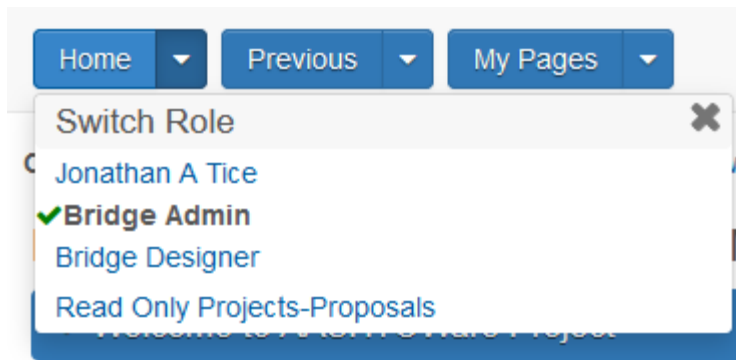 Home Previous My Pages
Switch Role
Jonathan A Tice
Bridge Admin
Bridge Designer
Read Only Projects-Proposals